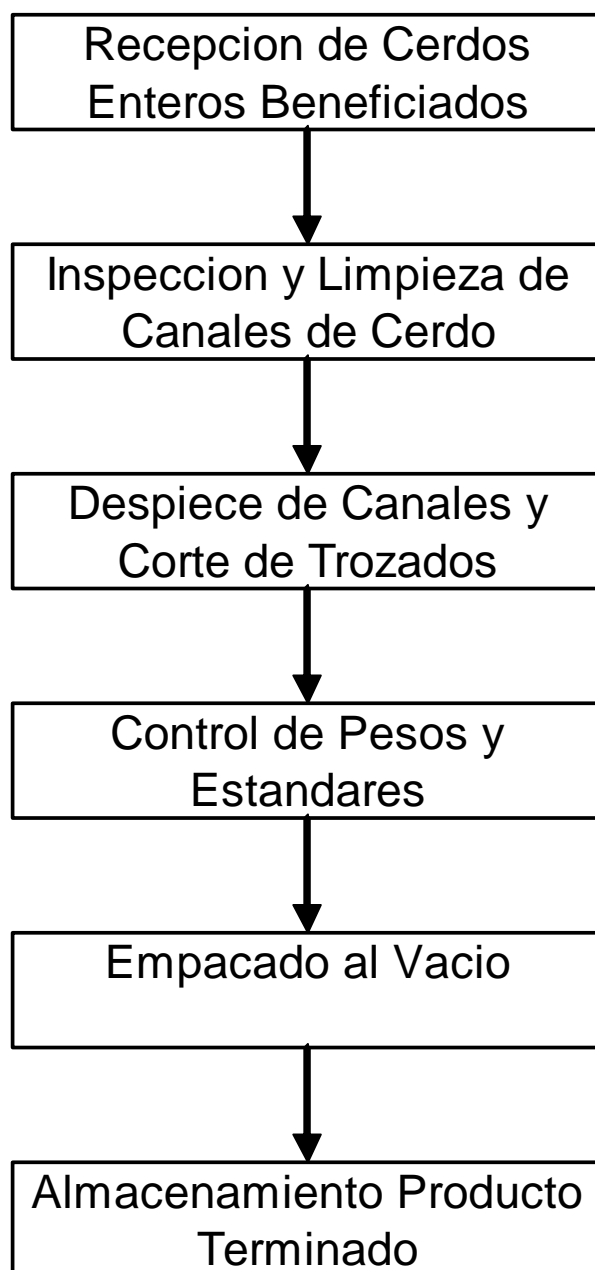 Recepcion de Cerdos
Enteros Beneficiados
Inspeccion y Limpieza de
Canales de Cerdo
Despiece de Canales y
Corte de Trozados
Control de Pesos y
Estandares
Empacado al Vacio
Almacenamiento Producto
Terminado